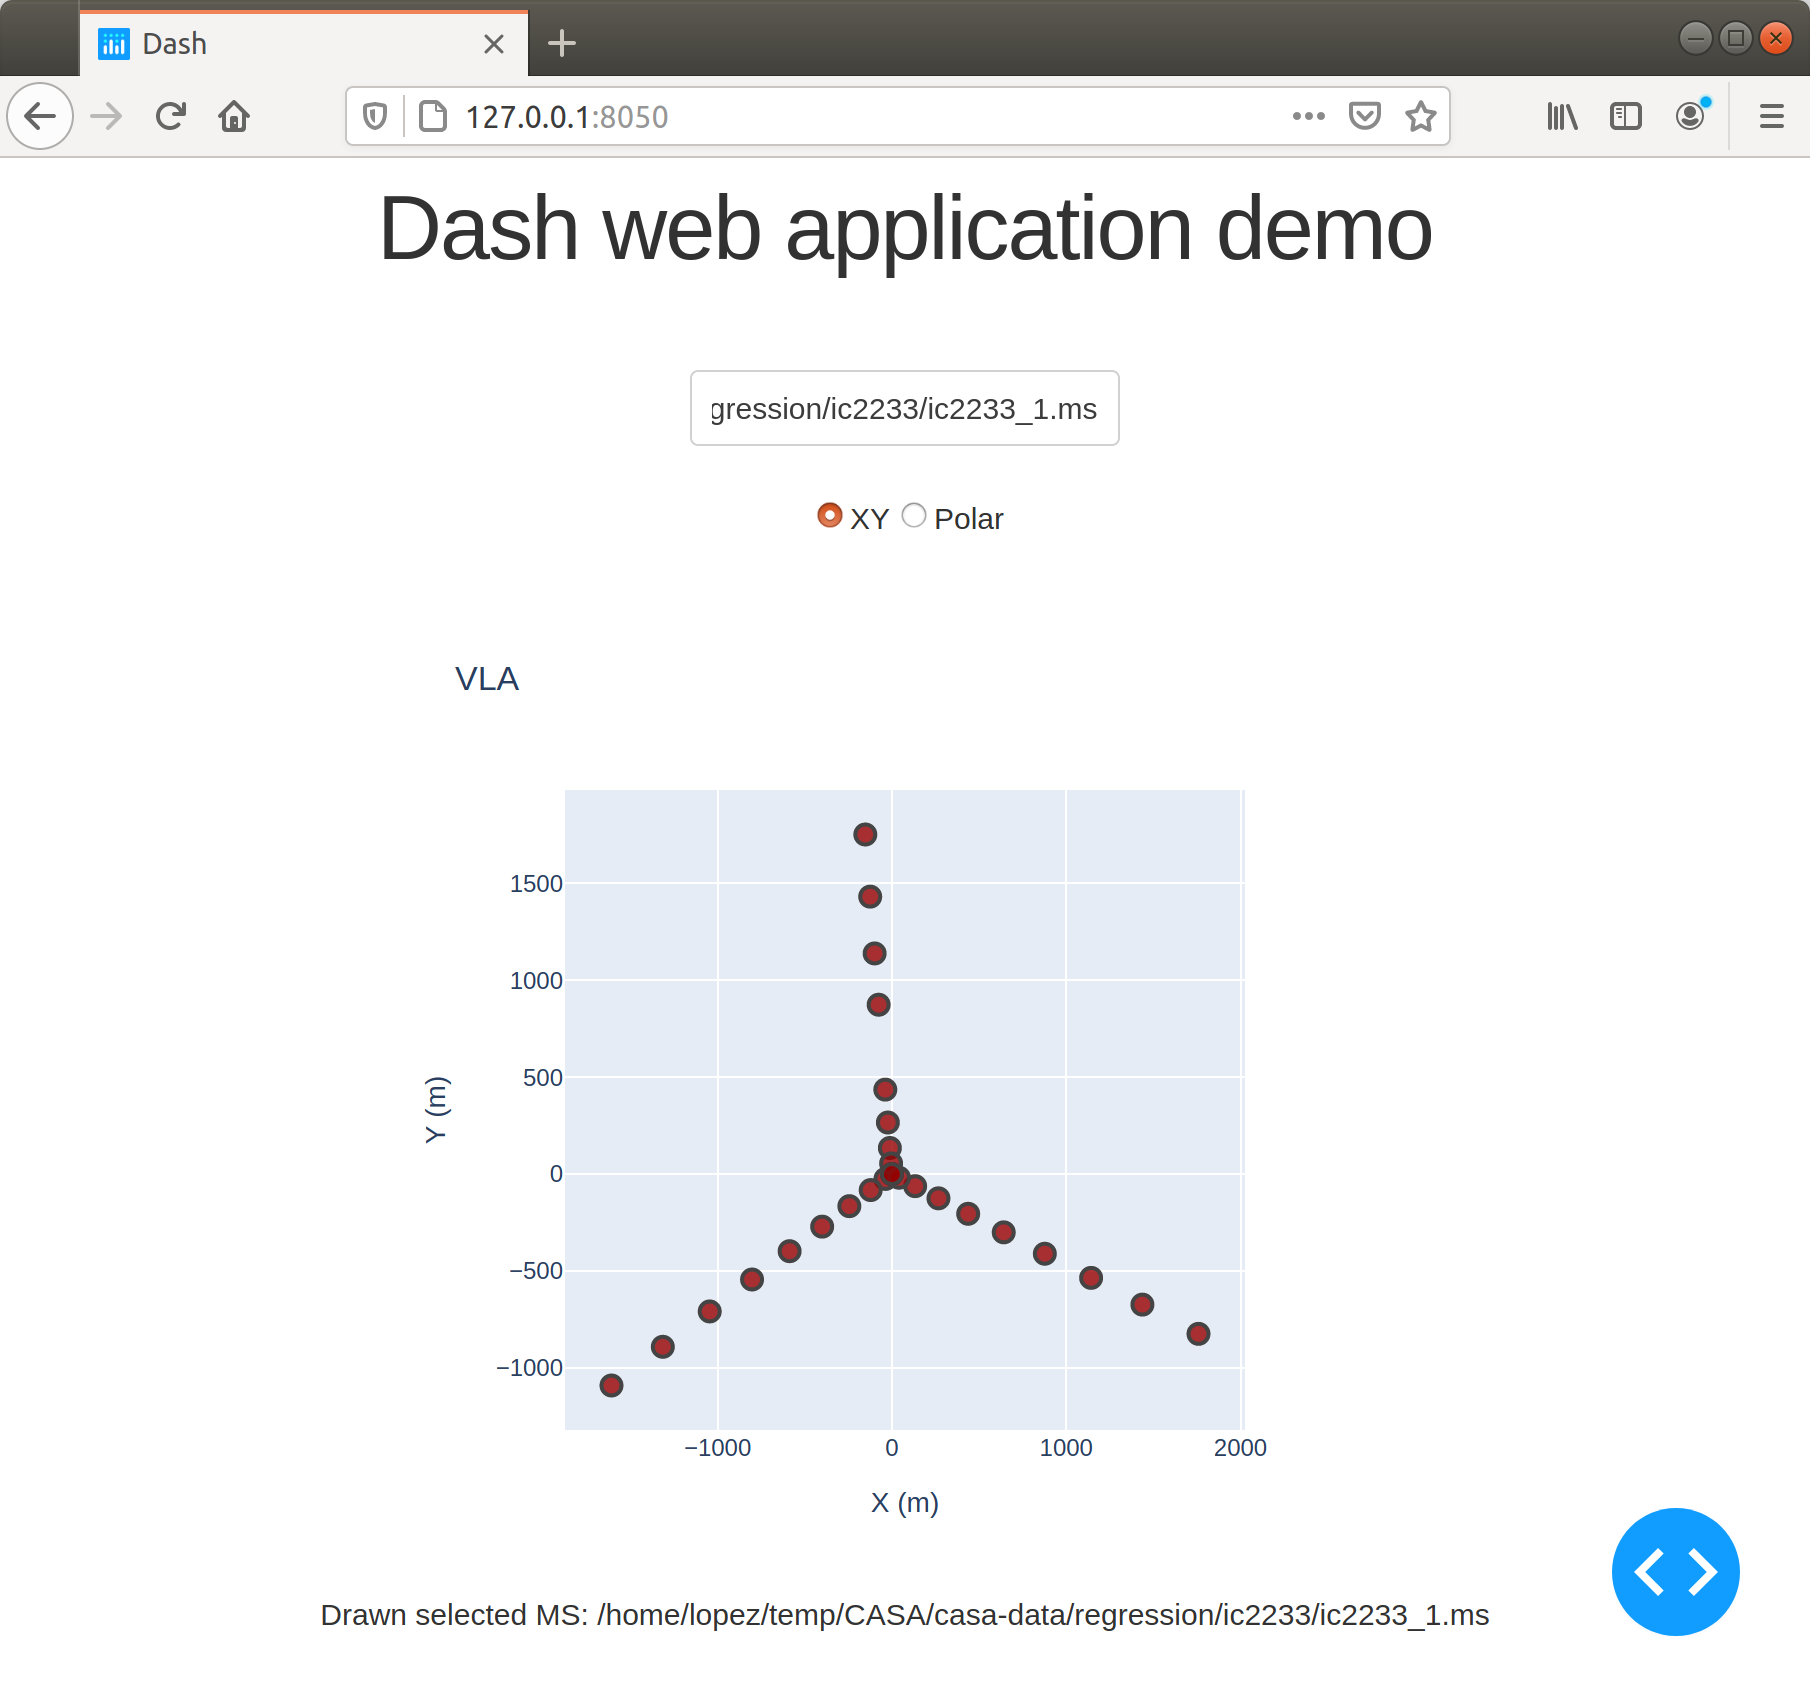 Dash
127.0.0.1:8050
Dash web application demo
gression/ic2233/ic2233_1.ms
XY Polar
VLA
1500
1000
500
0
−500
−1000
Y (m)
−1000 0 1000 2000
X (m)
Drawn selected MS: /home/lopez/temp/CASA/casa-data/regression/ic2233/ic2233_1.ms